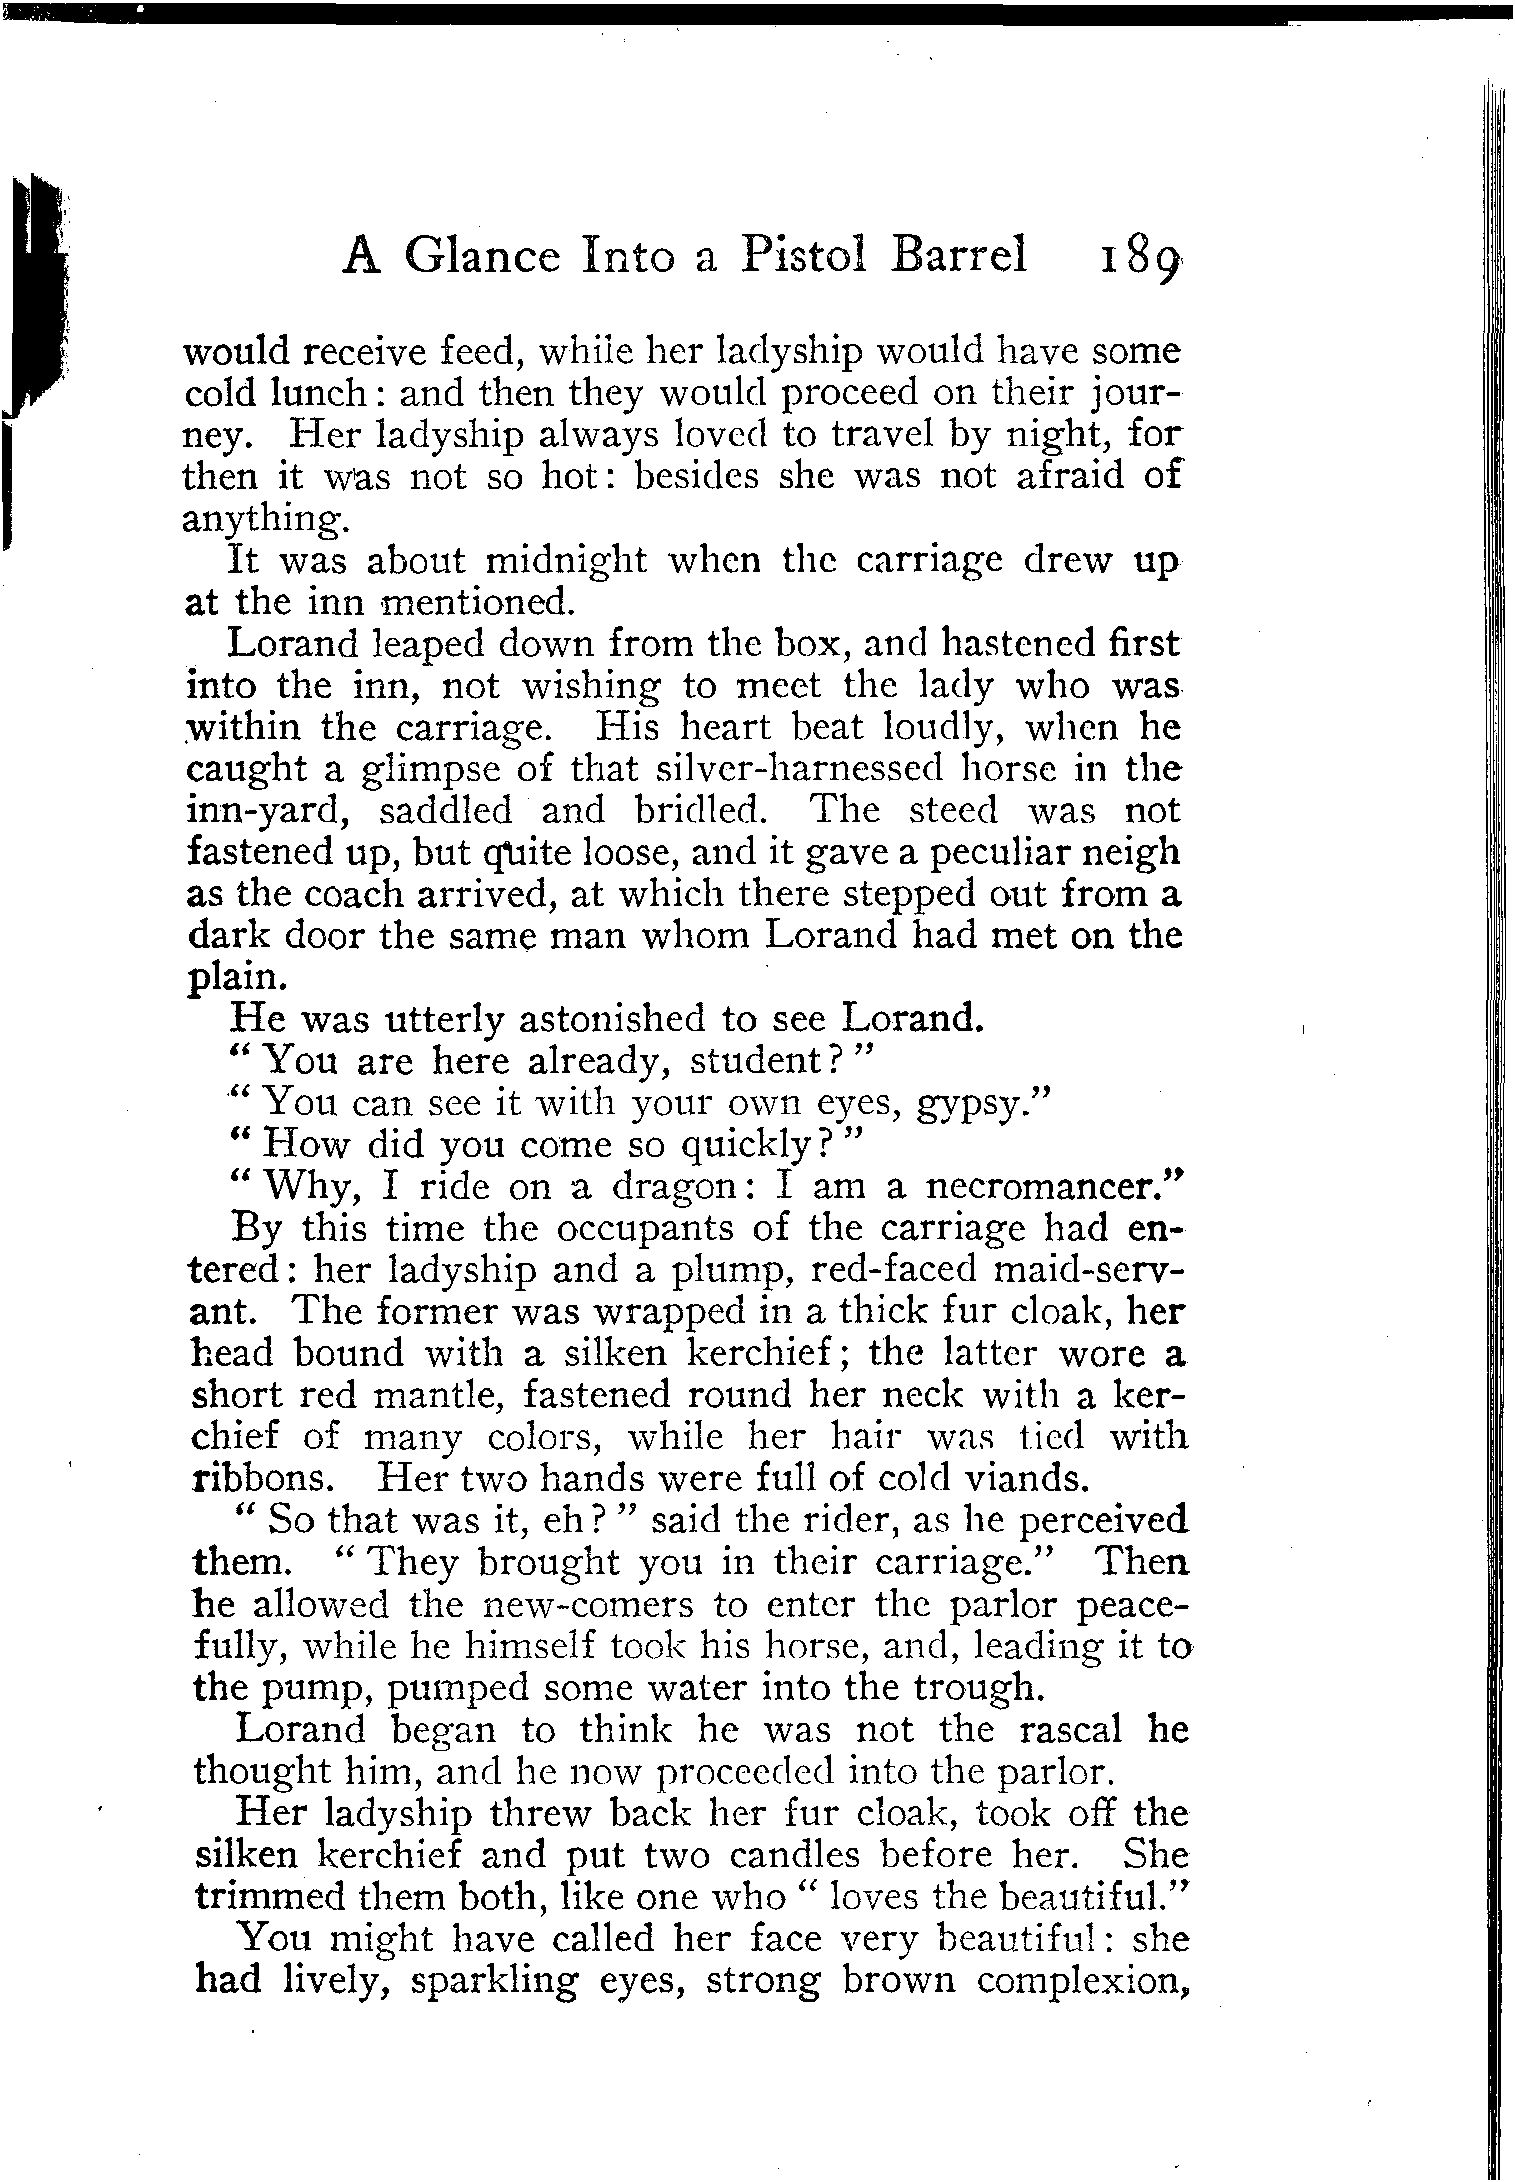 A Glance Into a Pistol Barrel 189
would receive feed, while her ladyship would have some
cold lunch: and then they would proceed on their jour-
ney. Her ladyship always loved to travel by night, for
then it was not so hot: besides she was not afraid of
anything.
It was about midnight when the carriage drew up
at the inn mentioned.
Lorand leaped down from the box, and hastened first
into the inn, not wishing to meet the lady who was
within the carriage. His heart beat loudly, when he
caught a glimpse of that silver-harnessed horse in the
inn-yard, saddled and bridled. The steed was not
fastened up, but quite loose, and it gave a peculiar neigh
as the coach arrived, at which there stepped out from a
dark door the same man whom Lorand had met on the
plain.
He was utterly astonished to see Lorand.
"You are here already, student?"
"You can see it with your own eyes, gypsy."
"How did you come so quickly?"
"Why, I ride on a dragon: I am a necromancer."
By this time the occupants of the carriage had en-
tered: her ladyship and a plump, red-faced maid-serv-
ant. The former was wrapped in a thick fur cloak, her
head bound with a silken kerchief; the latter wore a
short red mantle, fastened round her neck with a ker-
chief of many colors, while her hair was tied with
ribbons. Her two hands were full of cold viands.
"So that was it, eh?" said the rider, as he perceived
them. "They brought you in their carriage." Then
he allowed the new-comers to enter the parlor peace-
fully, while he himself took his horse, and, leading it to
the pump, pumped some water into the trough.
Lorand began to think he was not the rascal he
thought him, and he now proceeded into the parlor.
Her ladyship threw back her fur cloak, took off the
silken kerchief and put two candles before her. She
trimmed them both, like one who "loves the beautiful."
You might have called her face very beautiful: she
had lively, sparkling eyes, strong brown complexion,